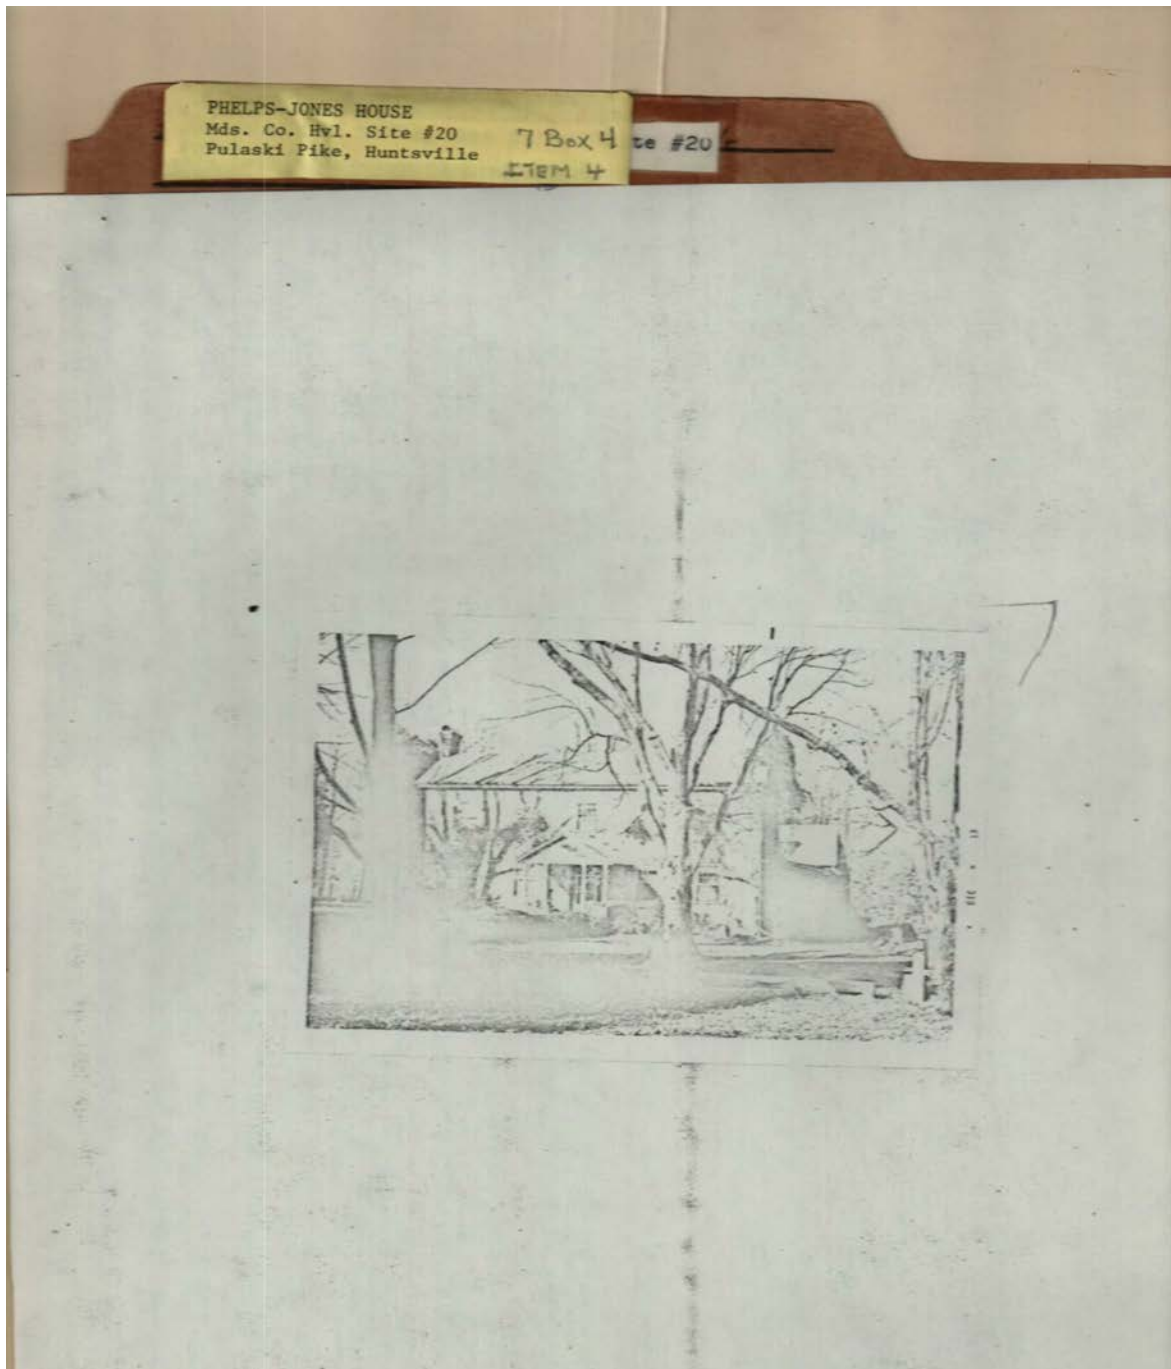 PHELPS-JONES HOUSE
Mds. Co. Hvl. Site #20
Pulaski Pike, Huntsville
7 Box 4
ITEM 4
te #20